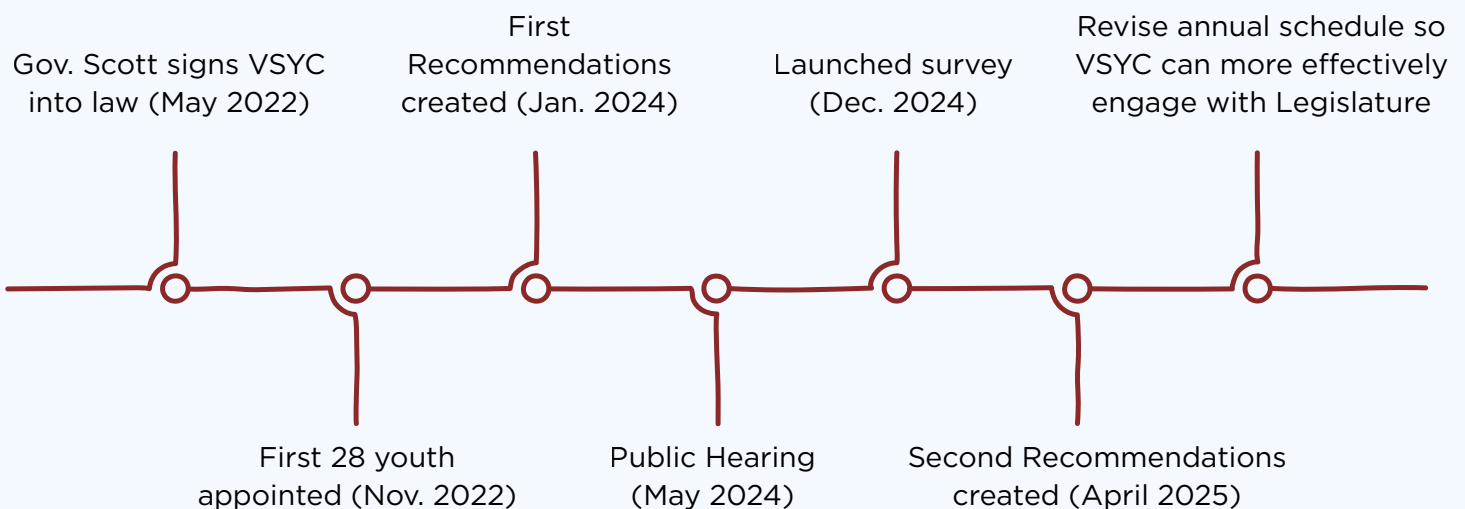 Gov. Scott signs VSYC
into law (May 2022)
First 28 youth
appointed (Nov. 2022)
First
Recommendations
created (Jan. 2024)
Public Hearing
(May 2024)
Launched survey
(Dec. 2024)
Second Recommendations
created (April 2025)
Revise annual schedule so
VSYC can more effectively
engage with Legislature